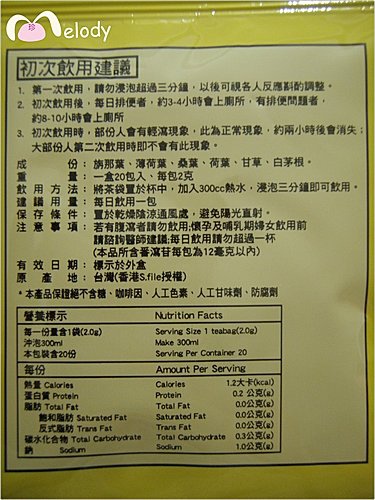 珍
Melody
初次飲用建議
1. 第一次飲用，請勿浸泡超過三分鐘，以後可視各人反應斟酌調整。
2. 初次飲用後，每日排便者，約3-4小時會上廁所，有排便問題者，
約8-10小時會上廁所
3. 初次飲用時，部份人會有輕瀉現象，此為正常現象，約兩小時後會消失；
大部份人第二次飲用時即不會有此現象。
成 份：旃那葉、薄荷葉、桑葉、荷葉、甘草、白茅根。
重 量：一盒20包入、每包2克
飲用方法：將茶袋置於杯中，加入300cc熱水，浸泡三分鐘即可飲用。
建議用量：每日飲用一包
保存條件：置於乾燥陰涼通風處，避免陽光直射。
注意事項：若有腹瀉者請勿飲用;懷孕及哺乳期婦女飲用前
請諮詢醫師建議;每日飲用請勿超過一杯
(本品所含番瀉苷每包為12毫克以內)
有效日期：標示於外盒
原產地：台灣(香港S.file授權)
*本產品保證絕不含糖、咖啡因、人工色素、人工甘味劑、防腐劑
營養標示 Nutrition Facts
每一份量含1袋(2.0g) Serving Size 1 teabag(2.0g)
沖泡300ml Make 300ml
本包裝含20份 Serving Per Container 20
每份 Amount Per Serving
熱量 Calories Calories 1.2大卡(kcal)
蛋白質 Protein Protein 0.2 公克(g)
脂肪 Total Fat Total Fat 0.0公克(g)
飽和脂肪 Saturated Fat Saturated Fat 0.0公克(g)
反式脂肪 Trans Fat Trans Fat 0.0公克(g)
碳水化合物 Total Carbohydrate Total Carbohydrate 0.3公克(g)
鈉 Sodium Sodium 1.0公克(g)